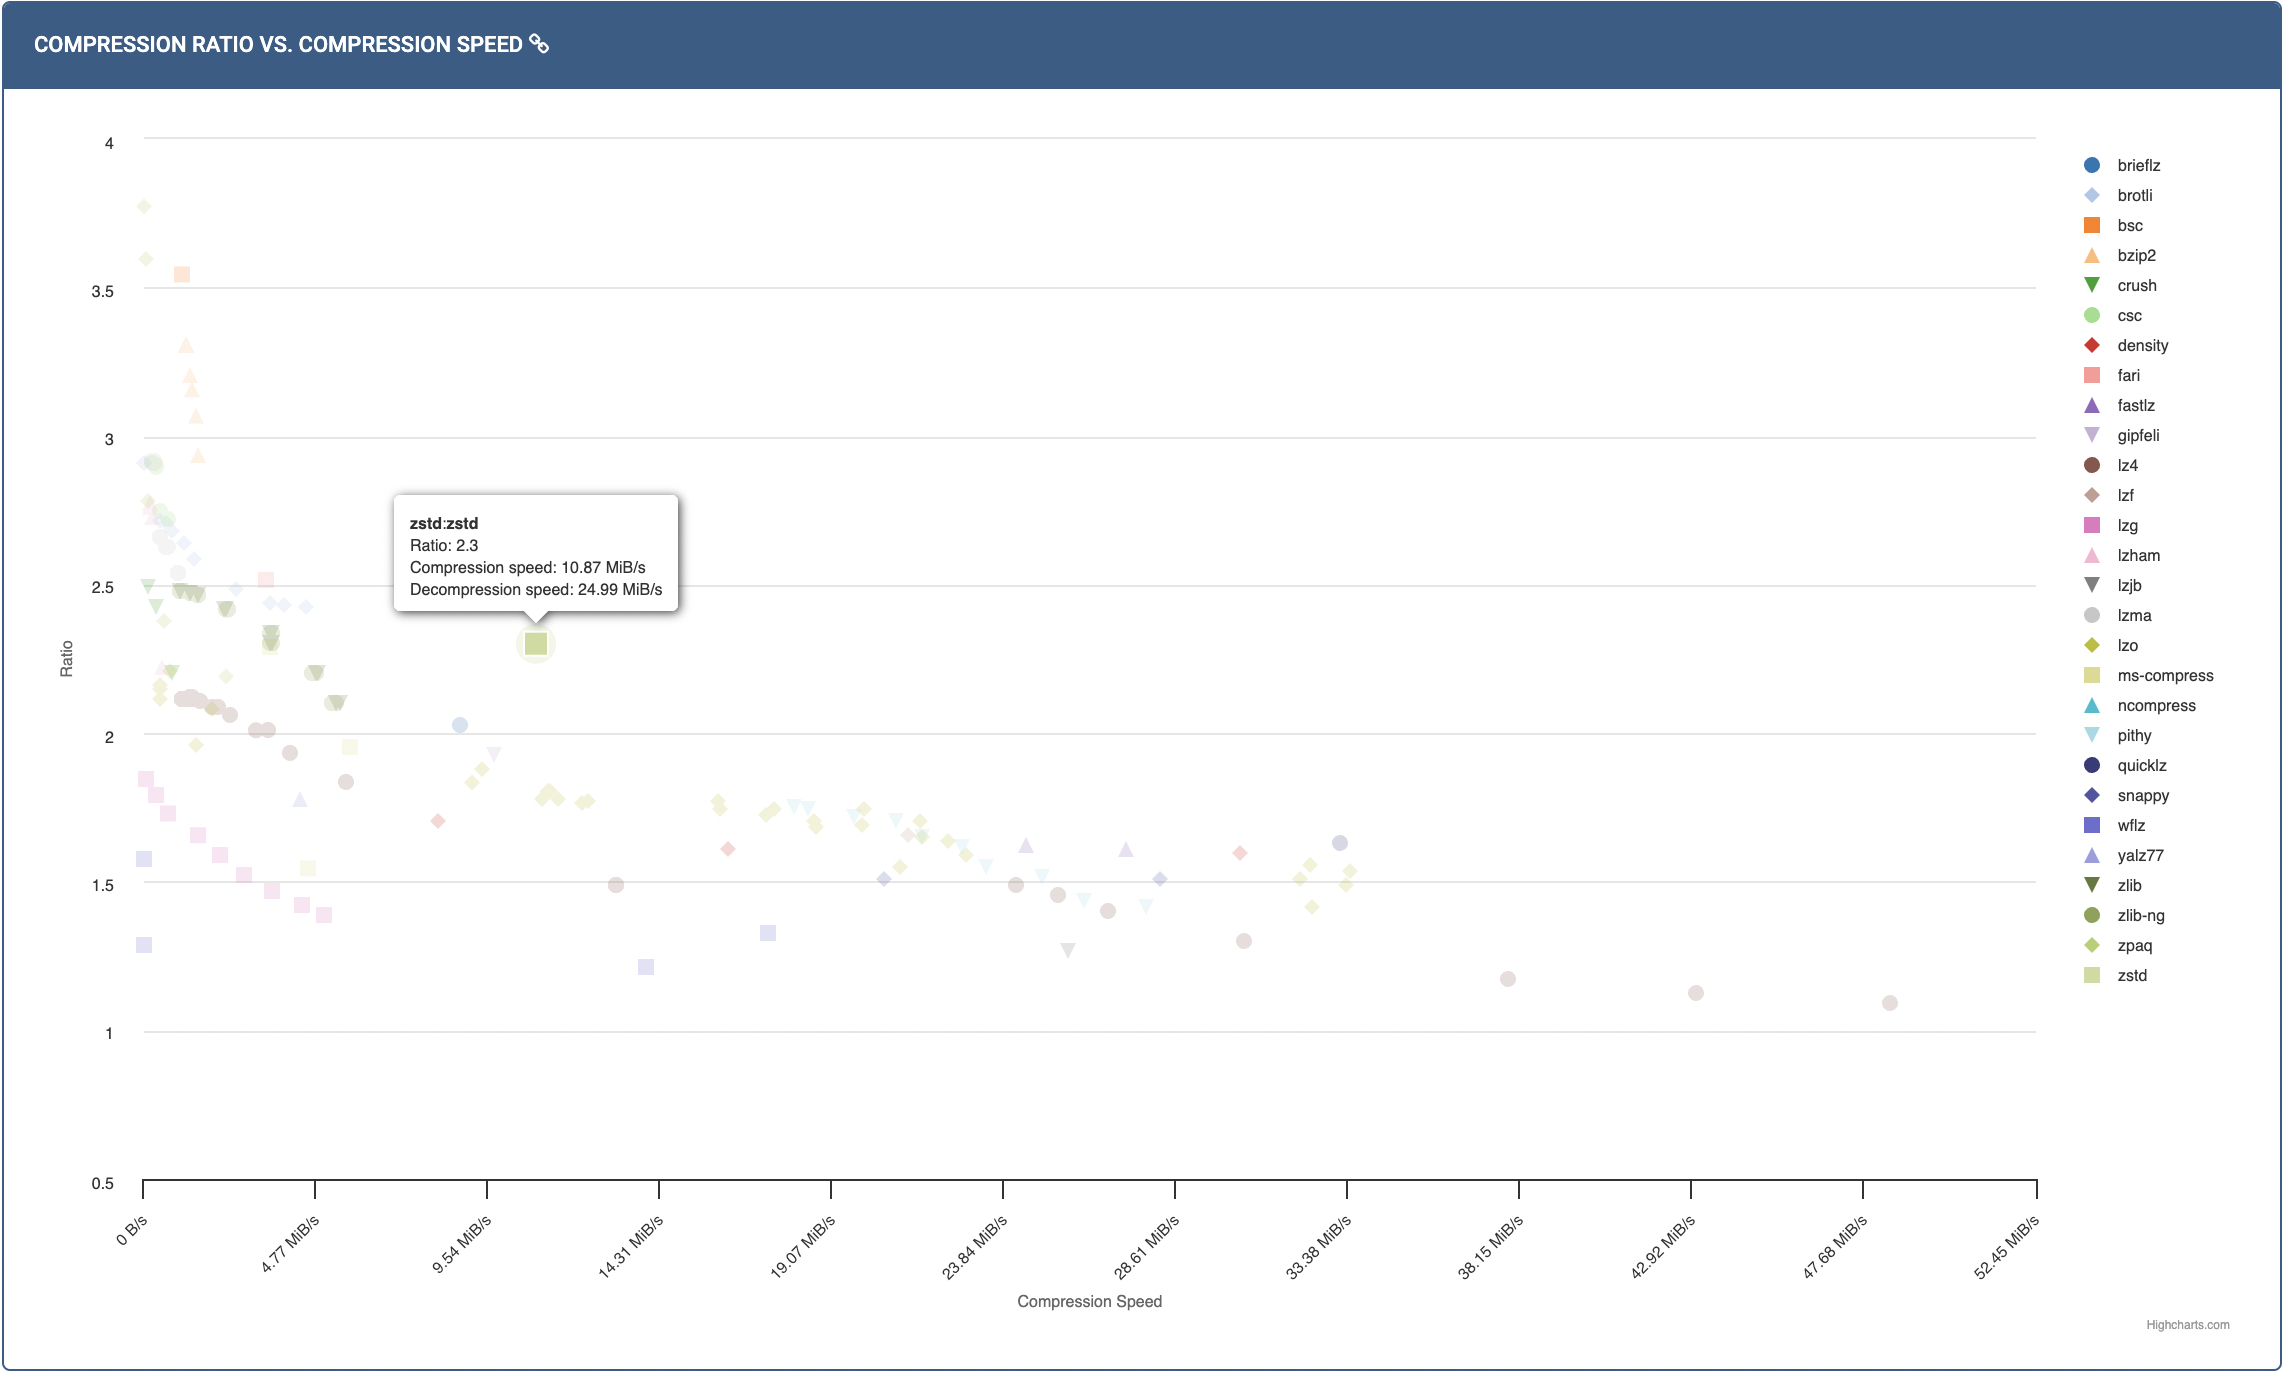 COMPRESSION RATIO VS. COMPRESSION SPEED
4
3.5
3
2.5
2
1.5
1
0.5
Ratio
zstd:zstd
Ratio: 2.3
Compression speed: 10.87 MiB/s
Decompression speed: 24.99 MiB/s
0 B/s
4.77 MiB/s
9.54 MiB/s
14.31 MiB/s
19.07 MiB/s
23.84 MiB/s
28.61 MiB/s
33.38 MiB/s
38.15 MiB/s
42.92 MiB/s
47.68 MiB/s
52.45 MiB/s
Compression Speed
brieflz
brotli
bsc
bzip2
crush
csc
density
fari
fastlz
gipfeli
lz4
lzf
lzg
lzham
lzjb
lzma
lzo
ms-compress
ncompress
pithy
quicklz
snappy
wflz
yalz77
zlib
zlib-ng
zpaq
zstd
Highcharts.com